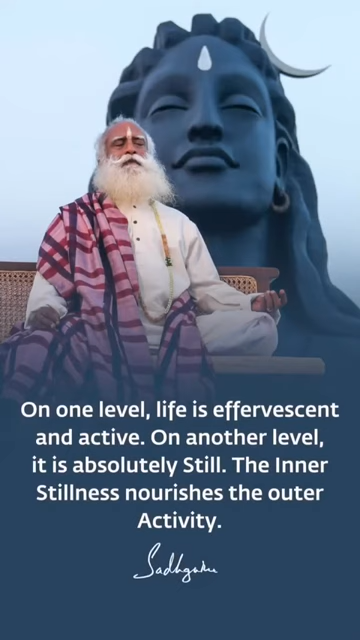 On one level, life is effervescent
and active. On another level,
it is absolutely Still. The Inner
Stillness nourishes the outer
Activity.
Sadhguru